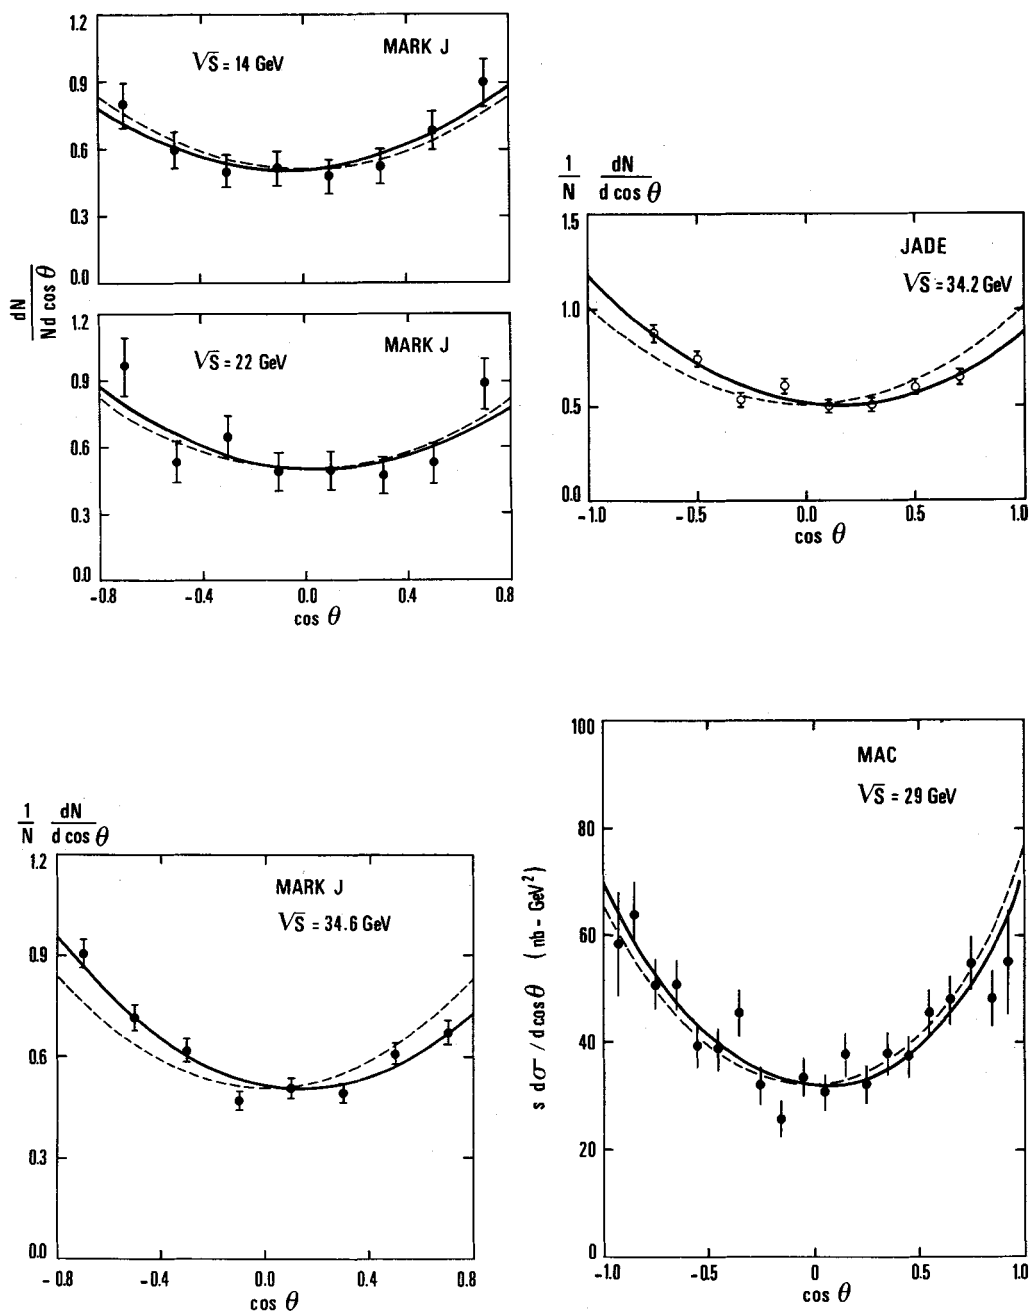 dN
N d cos θ
1.2
0.9
0.6
0.3
0.0
√S = 14 GeV
MARK J
1.2
0.9
0.6
0.3
0.0
√S = 22 GeV
MARK J
-0.8
-0.4
0.0
0.4
0.8
cos θ
1 dN
N d cos θ
1.5
1.0
0.5
0.0
JADE
√S = 34.2 GeV
-1.0
-0.5
0.0
0.5
1.0
cos θ
1 dN
N d cos θ
1.2
0.9
0.6
0.3
0.0
MARK J
√S = 34.6 GeV
-0.8
-0.4
0.0
0.4
0.8
cos θ
s dσ / d cos θ (nb - GeV²)
100
80
60
40
20
0
MAC
√S = 29 GeV
-1.0
-0.5
0
0.5
1.0
cos θ